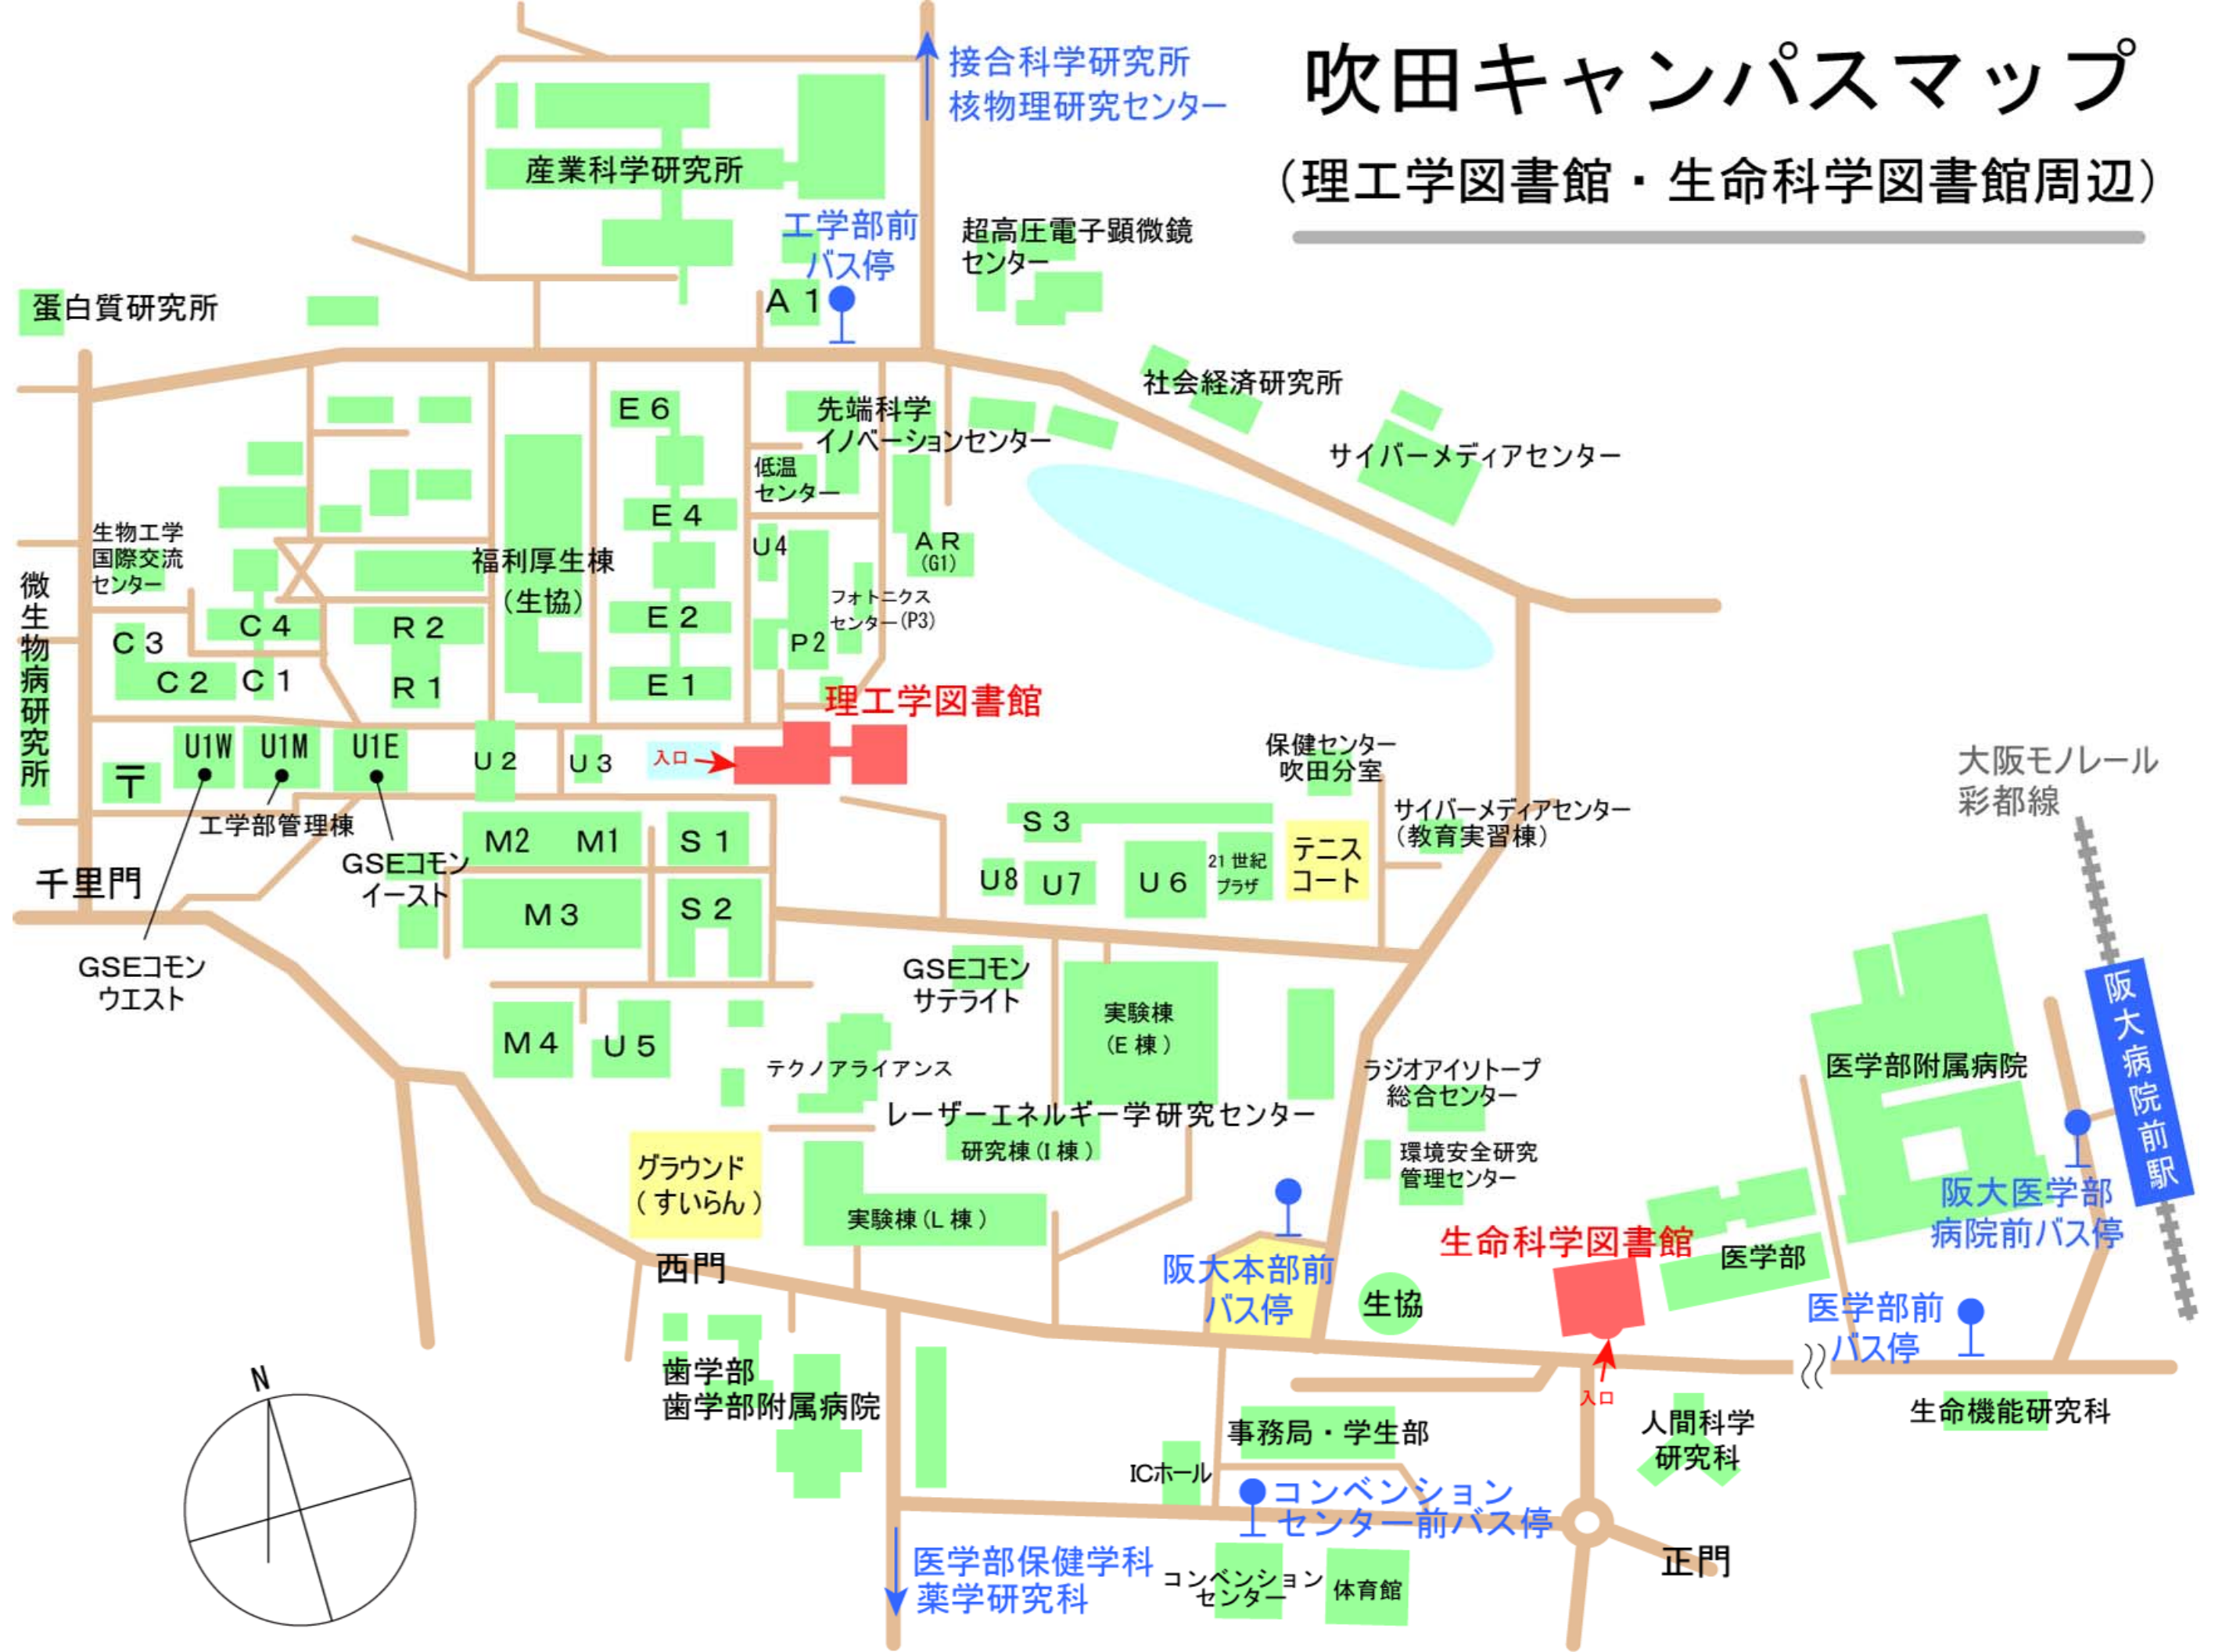 吹田キャンパスマップ
（理工学図書館・生命科学図書館周辺）
接合科学研究所
核物理研究センター
産業科学研究所
工学部前
バス停
A 1
超高圧電子顕微鏡
センター
蛋白質研究所
社会経済研究所
サイバーメディアセンター
E 6
先端科学
イノベーションセンター
低温
センター
E 4
U4
A R
(G1)
生物工学
国際交流
センター
福利厚生棟
（生協）
微生物病研究所
フォトニクス
センター(P3)
E 2
P2
C 3
C 4
R 2
C 2
C 1
R 1
E 1
理工学図書館
U1W
U1M
U1E
U 2
U 3
入口
〒
保健センター
吹田分室
大阪モノレール
彩都線
工学部管理棟
M2
M1
S 1
S 3
テニス
コート
サイバーメディアセンター
（教育実習棟）
GSEコモン
イースト
千里門
U8
U7
U 6
21 世紀
プラザ
M 3
S 2
GSEコモン
ウエスト
GSEコモン
サテライト
実験棟
(E 棟 )
M 4
U 5
テクノアライアンス
ラジオアイソトープ
総合センター
医学部附属病院
阪大病院前駅
レーザーエネルギー学研究センター
研究棟(I 棟 )
環境安全研究
管理センター
グラウンド
( すいらん )
実験棟(L 棟 )
阪大医学部
病院前バス停
生命科学図書館
医学部
西門
阪大本部前
バス停
生協
医学部前
バス停
入口
歯学部
歯学部附属病院
事務局・学生部
人間科学
研究科
生命機能研究科
N
ICホール
コンベンション
センター前バス停
正門
医学部保健学科
薬学研究科
コンベンション
センター
体育館